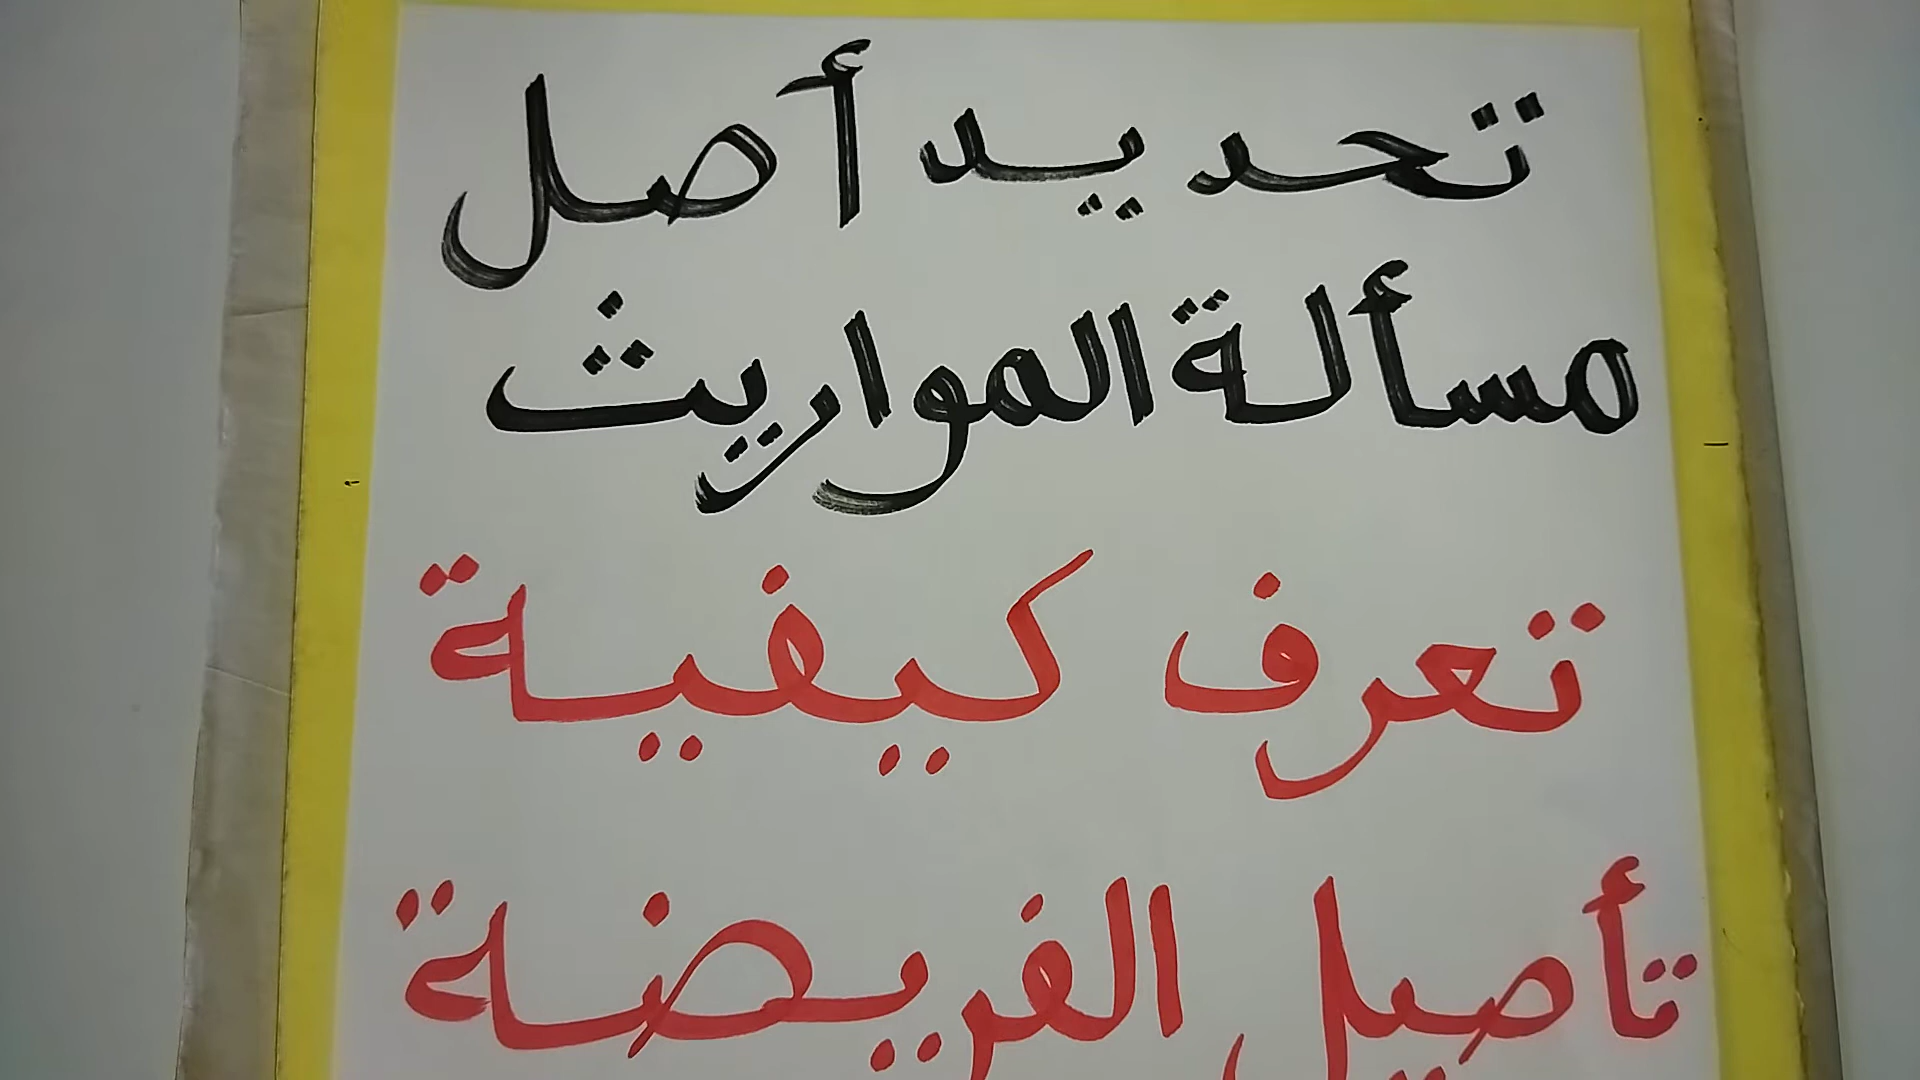 تحديد أصل
مسألة المواريث
تعرف كيفية
تأصيل الفريضة